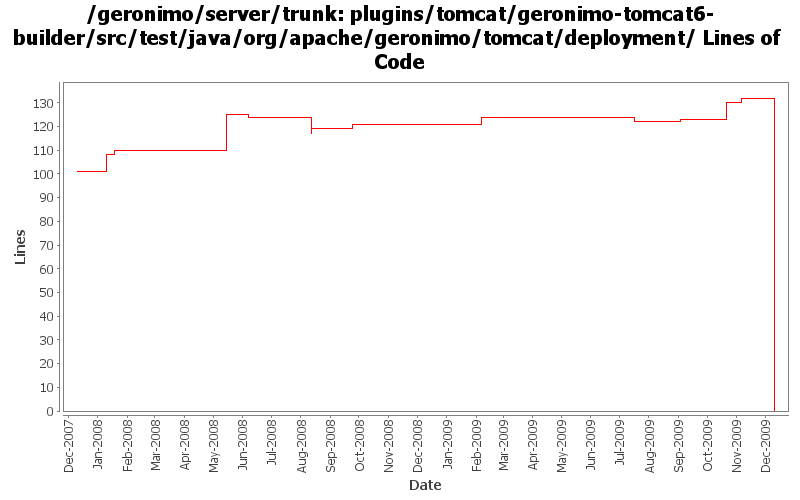 /geronimo/server/trunk: plugins/tomcat/geronimo-tomcat6-
builder/src/test/java/org/apache/geronimo/tomcat/deployment/ Lines of
Code
130
120
110
100
90
80
70
60
50
40
30
20
10
0
Lines
Dec-2007
Jan-2008
Feb-2008
Mar-2008
Apr-2008
May-2008
Jun-2008
Jul-2008
Aug-2008
Sep-2008
Oct-2008
Nov-2008
Dec-2008
Jan-2009
Feb-2009
Mar-2009
Apr-2009
May-2009
Jun-2009
Jul-2009
Aug-2009
Sep-2009
Oct-2009
Nov-2009
Dec-2009
Date